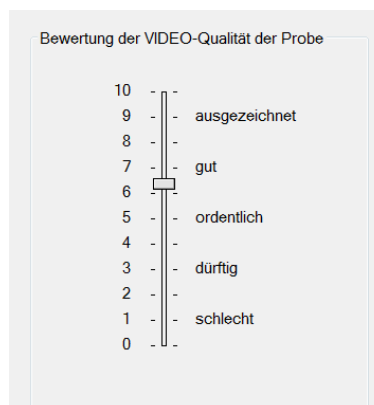 Bewertung der VIDEO-Qualität der Probe
10
9 ausgezeichnet
8
7 gut
6
5 ordentlich
4
3 dürftig
2
1 schlecht
0